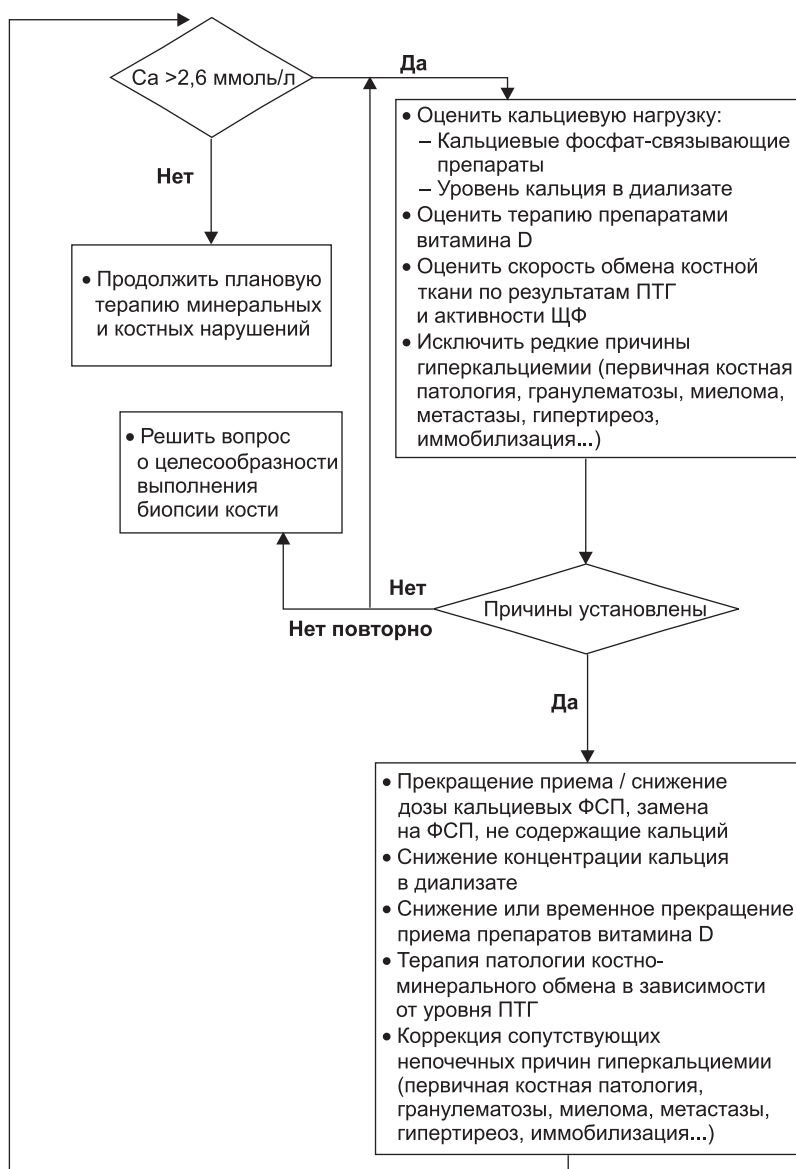 Ca >2,6 ммоль/л
Да
Нет
• Оценить кальциевую нагрузку:
– Кальциевые фосфат-связывающие
препараты
– Уровень кальция в диализате
• Оценить терапию препаратами
витамина D
• Оценить скорость обмена костной
ткани по результатам ПТГ
и активности ЩФ
• Исключить редкие причины
гиперкальциемии (первичная костная
патология, гранулематозы, миелома,
метастазы, гипертиреоз,
иммобилизация...)
• Продолжить плановую
терапию минеральных
и костных нарушений
• Решить вопрос
о целесообразности
выполнения
биопсии кости
Нет
Нет повторно
Причины установлены
Да
• Прекращение приема / снижение
дозы кальциевых ФСП, замена
на ФСП, не содержащие кальций
• Снижение концентрации кальция
в диализате
• Снижение или временное прекращение
приема препаратов витамина D
• Терапия патологии костно-
минерального обмена в зависимости
от уровня ПТГ
• Коррекция сопутствующих
непочечных причин гиперкальциемии
(первичная костная патология,
гранулематозы, миелома, метастазы,
гипертиреоз, иммобилизация...)